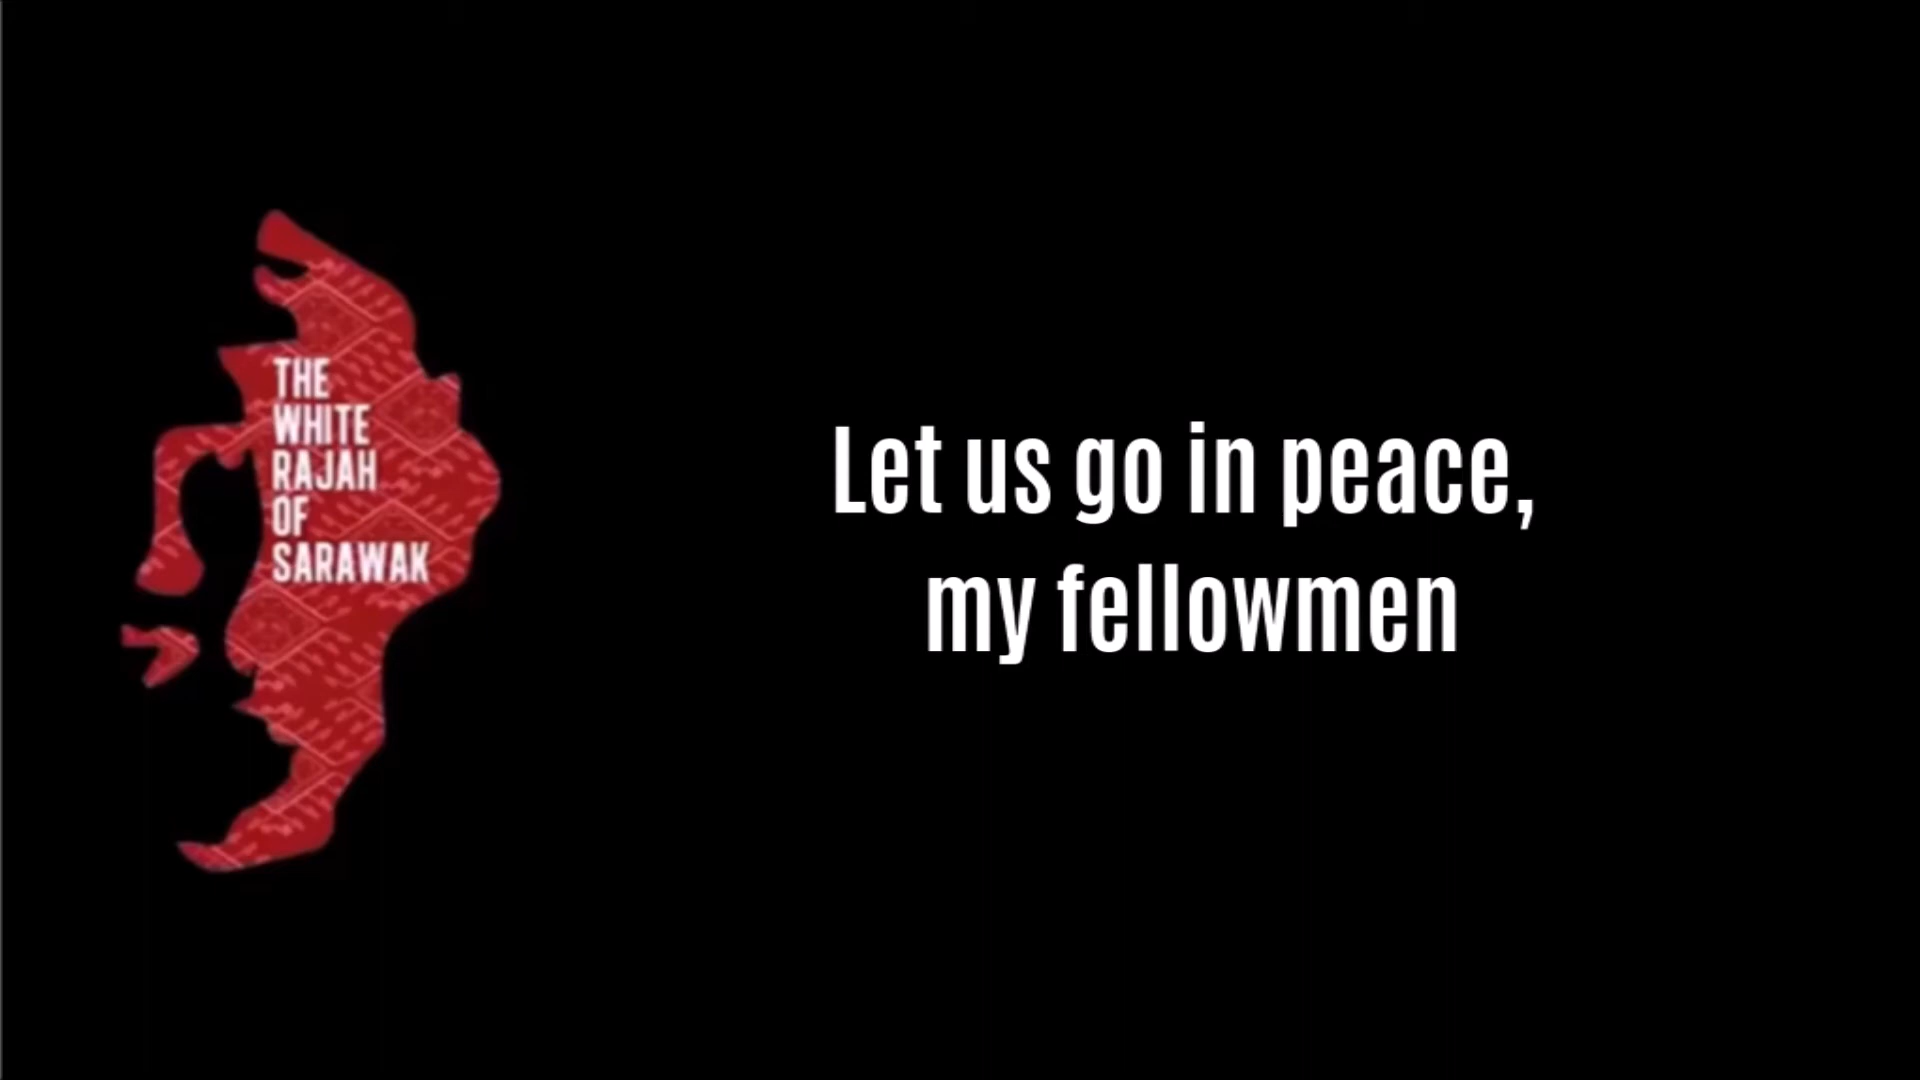 THE
WHITE
RAJAH
OF
SARAWAK
Let us go in peace,
my fellowmen